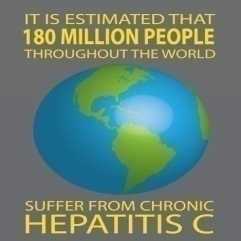 IT IS ESTIMATED THAT
180 MILLION PEOPLE
THROUGHOUT THE WORLD
SUFFER FROM CHRONIC
HEPATITIS C